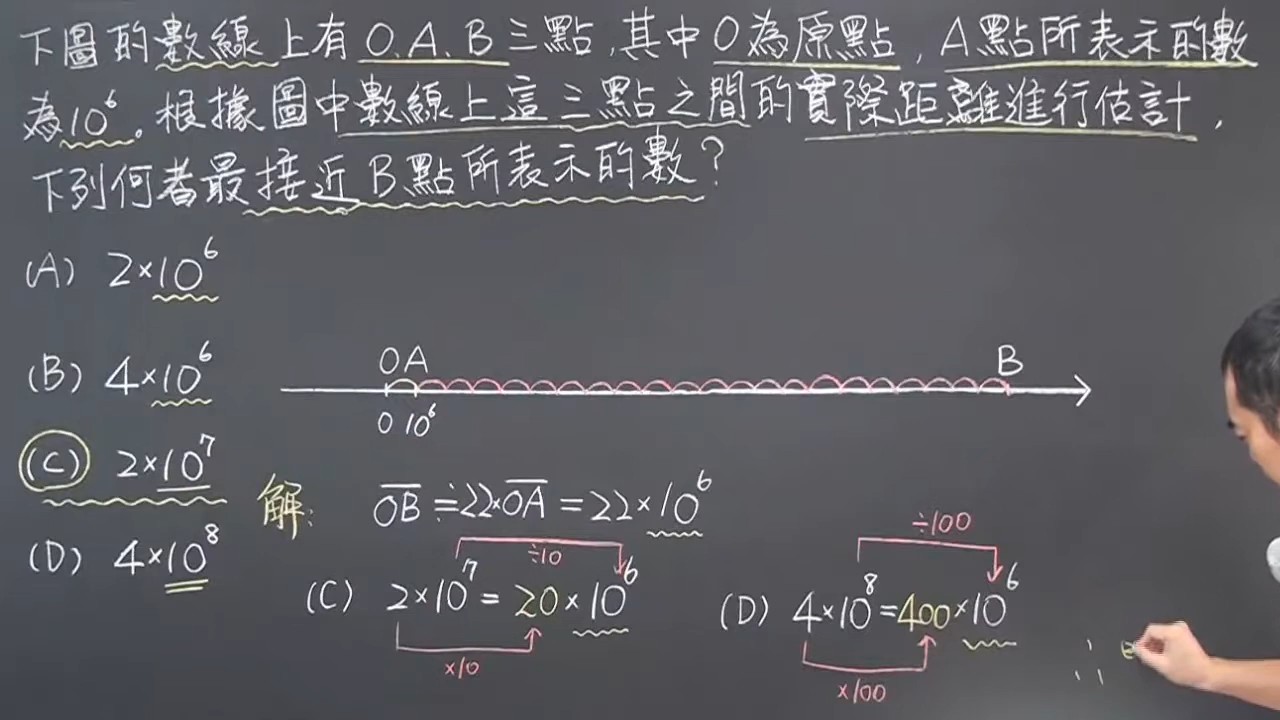 下圖的數線上有O.A.B三點,其中O為原點,A點所表示的數
為10⁶。根據圖中數線上這三點之間的實際距離進行估計,
下列何者最接近B點所表示的數?
(A) 2×10⁶
(B) 4×10⁶
(C) 2×10⁷
(D) 4×10⁸
O A B
0 10⁶
解: OB≒22×OA=22×10⁶
÷10
(C) 2×10⁷=20×10⁶
×10
÷100
(D) 4×10⁸=400×10⁶
×100
∴